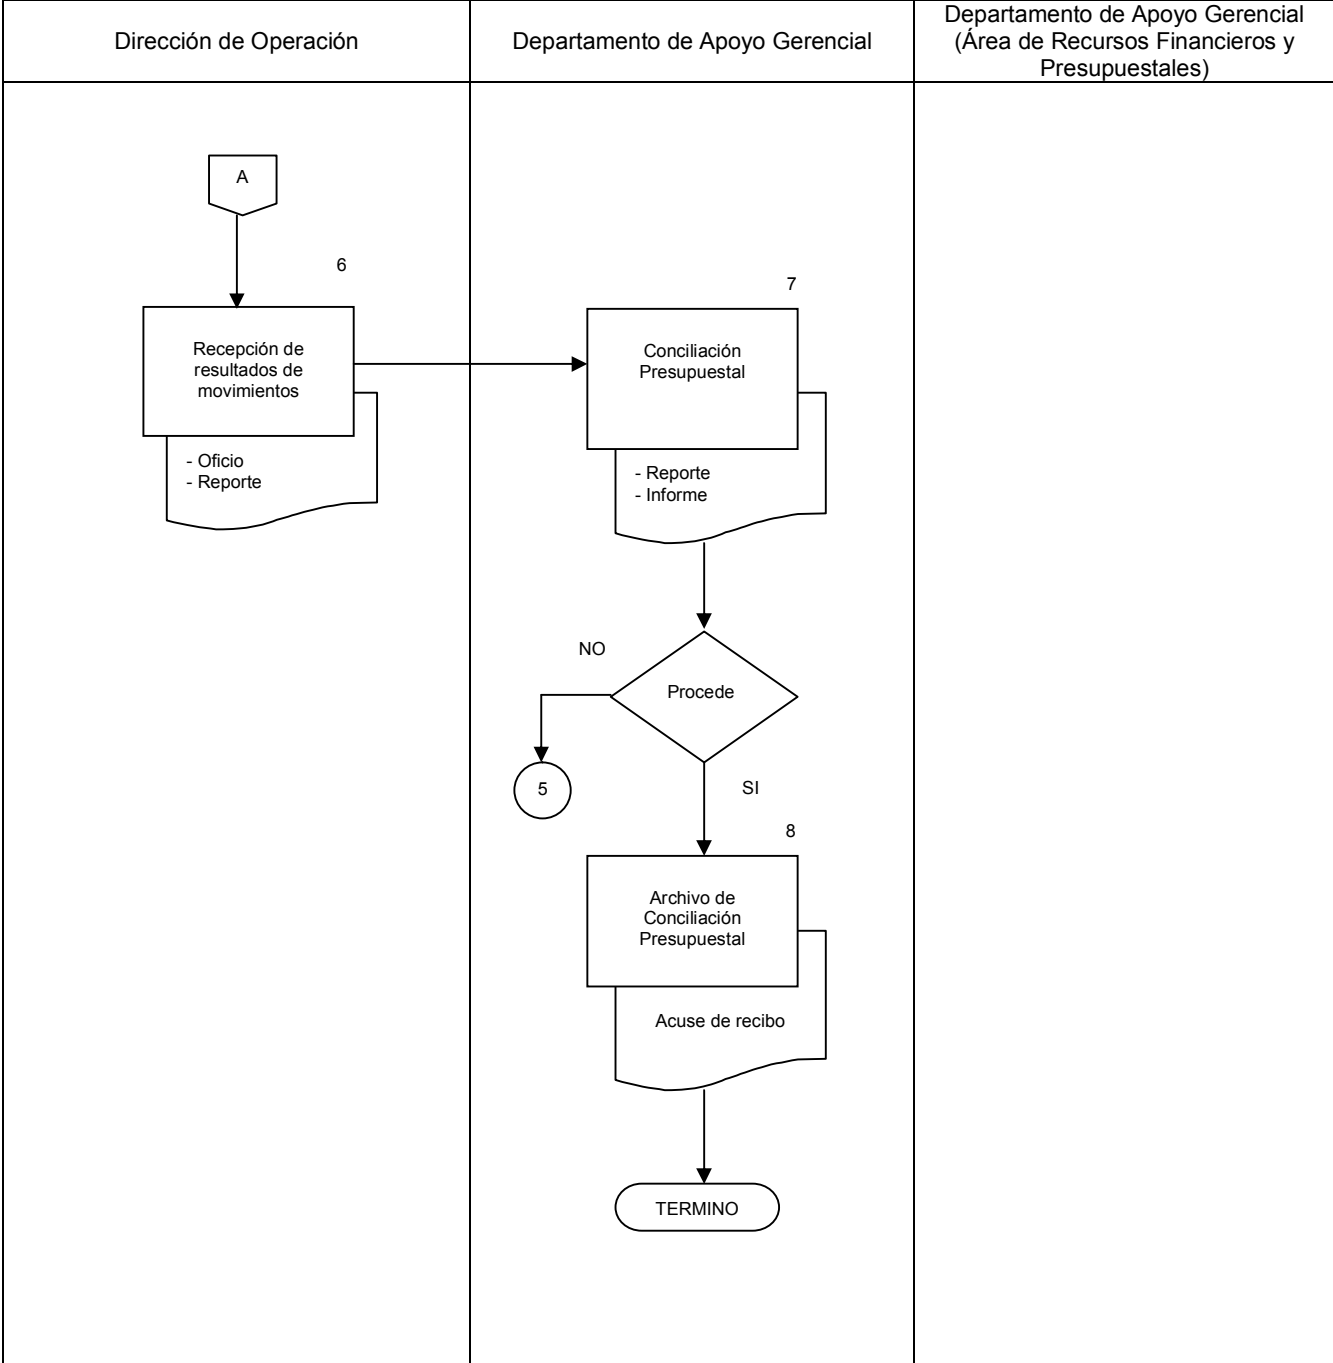 Dirección de Operación
Departamento de Apoyo Gerencial
Departamento de Apoyo Gerencial
(Área de Recursos Financieros y
Presupuestales)
A
6
Recepción de
resultados de
movimientos
- Oficio
- Reporte
7
Conciliación
Presupuestal
- Reporte
- Informe
NO
Procede
5
SI
8
Archivo de
Conciliación
Presupuestal
Acuse de recibo
TERMINO